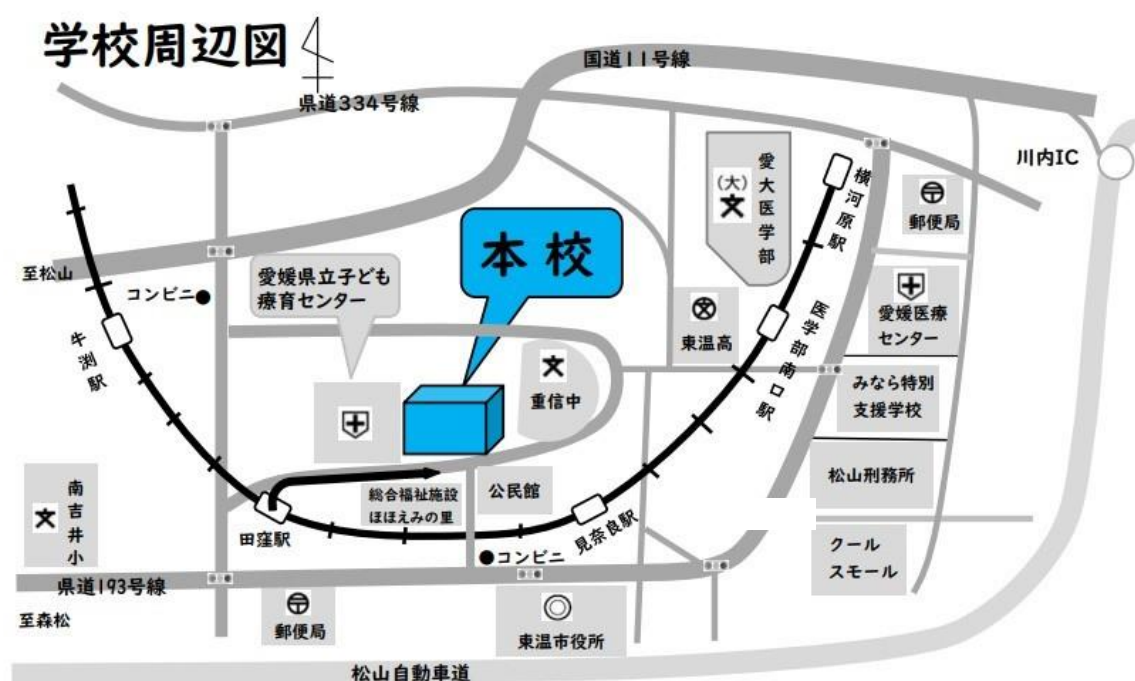 学校周辺図
国道11号線
県道334号線
川内IC
(大)
愛大医学部
横河原駅
郵便局
本校
至松山
コンビニ
愛媛県立子ども
療育センター
愛媛医療
センター
東温高
医学部南口駅
牛渕駅
重信中
みなら特別
支援学校
松山刑務所
南吉井小
総合福祉施設
ほほえみの里
公民館
田窪駅
見奈良駅
コンビニ
クール
スモール
県道193号線
至森松
郵便局
東温市役所
松山自動車道